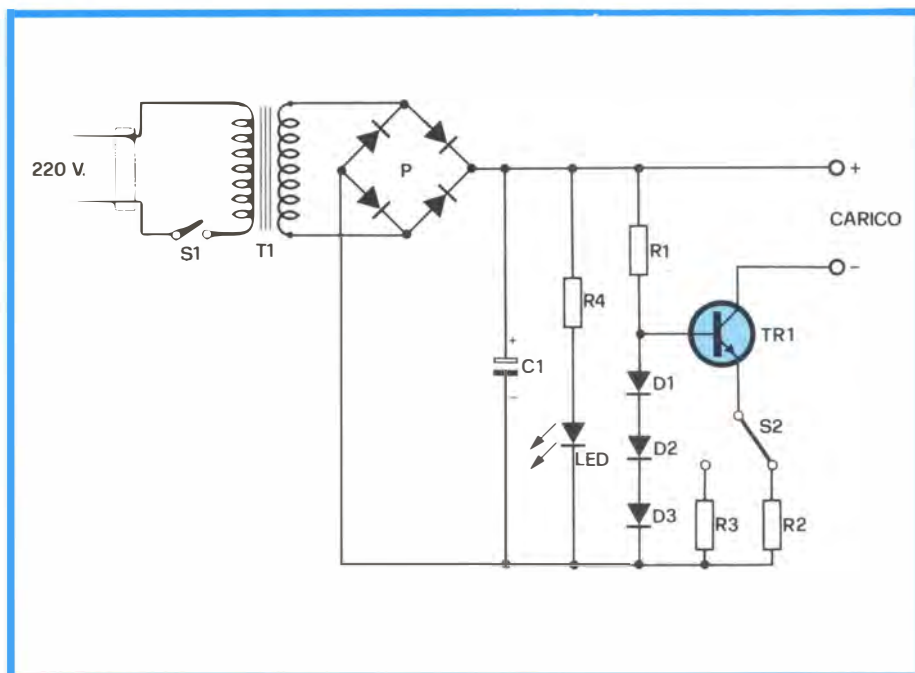 220 V.
S1
T1
P
+
C1
-
R4
LED
R1
D1
D2
D3
+
CARICO
-
TR1
S2
R3
R2